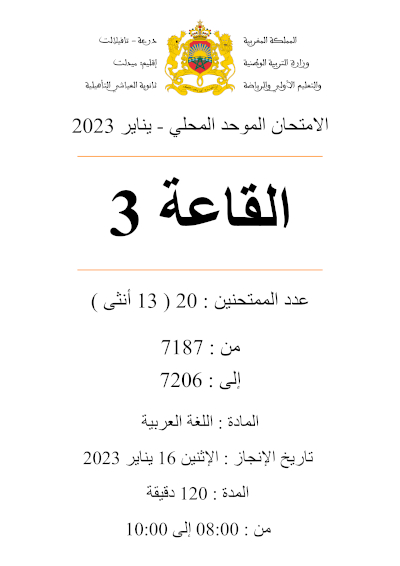 المملكة المغربية
وزارة التربية الوطنية
والتعليم الأولي والرياضة
درعة - تافيلالت
إقليم: ميدلت
ثانوية العياشي التأهيلية
الامتحان الموحد المحلي - يناير 2023
القاعة 3
عدد الممتحنين : 20 ( 13 أنثى )
من : 7187
إلى : 7206
المادة : اللغة العربية
تاريخ الإنجاز : الإثنين 16 يناير 2023
المدة : 120 دقيقة
من : 08:00 إلى 10:00